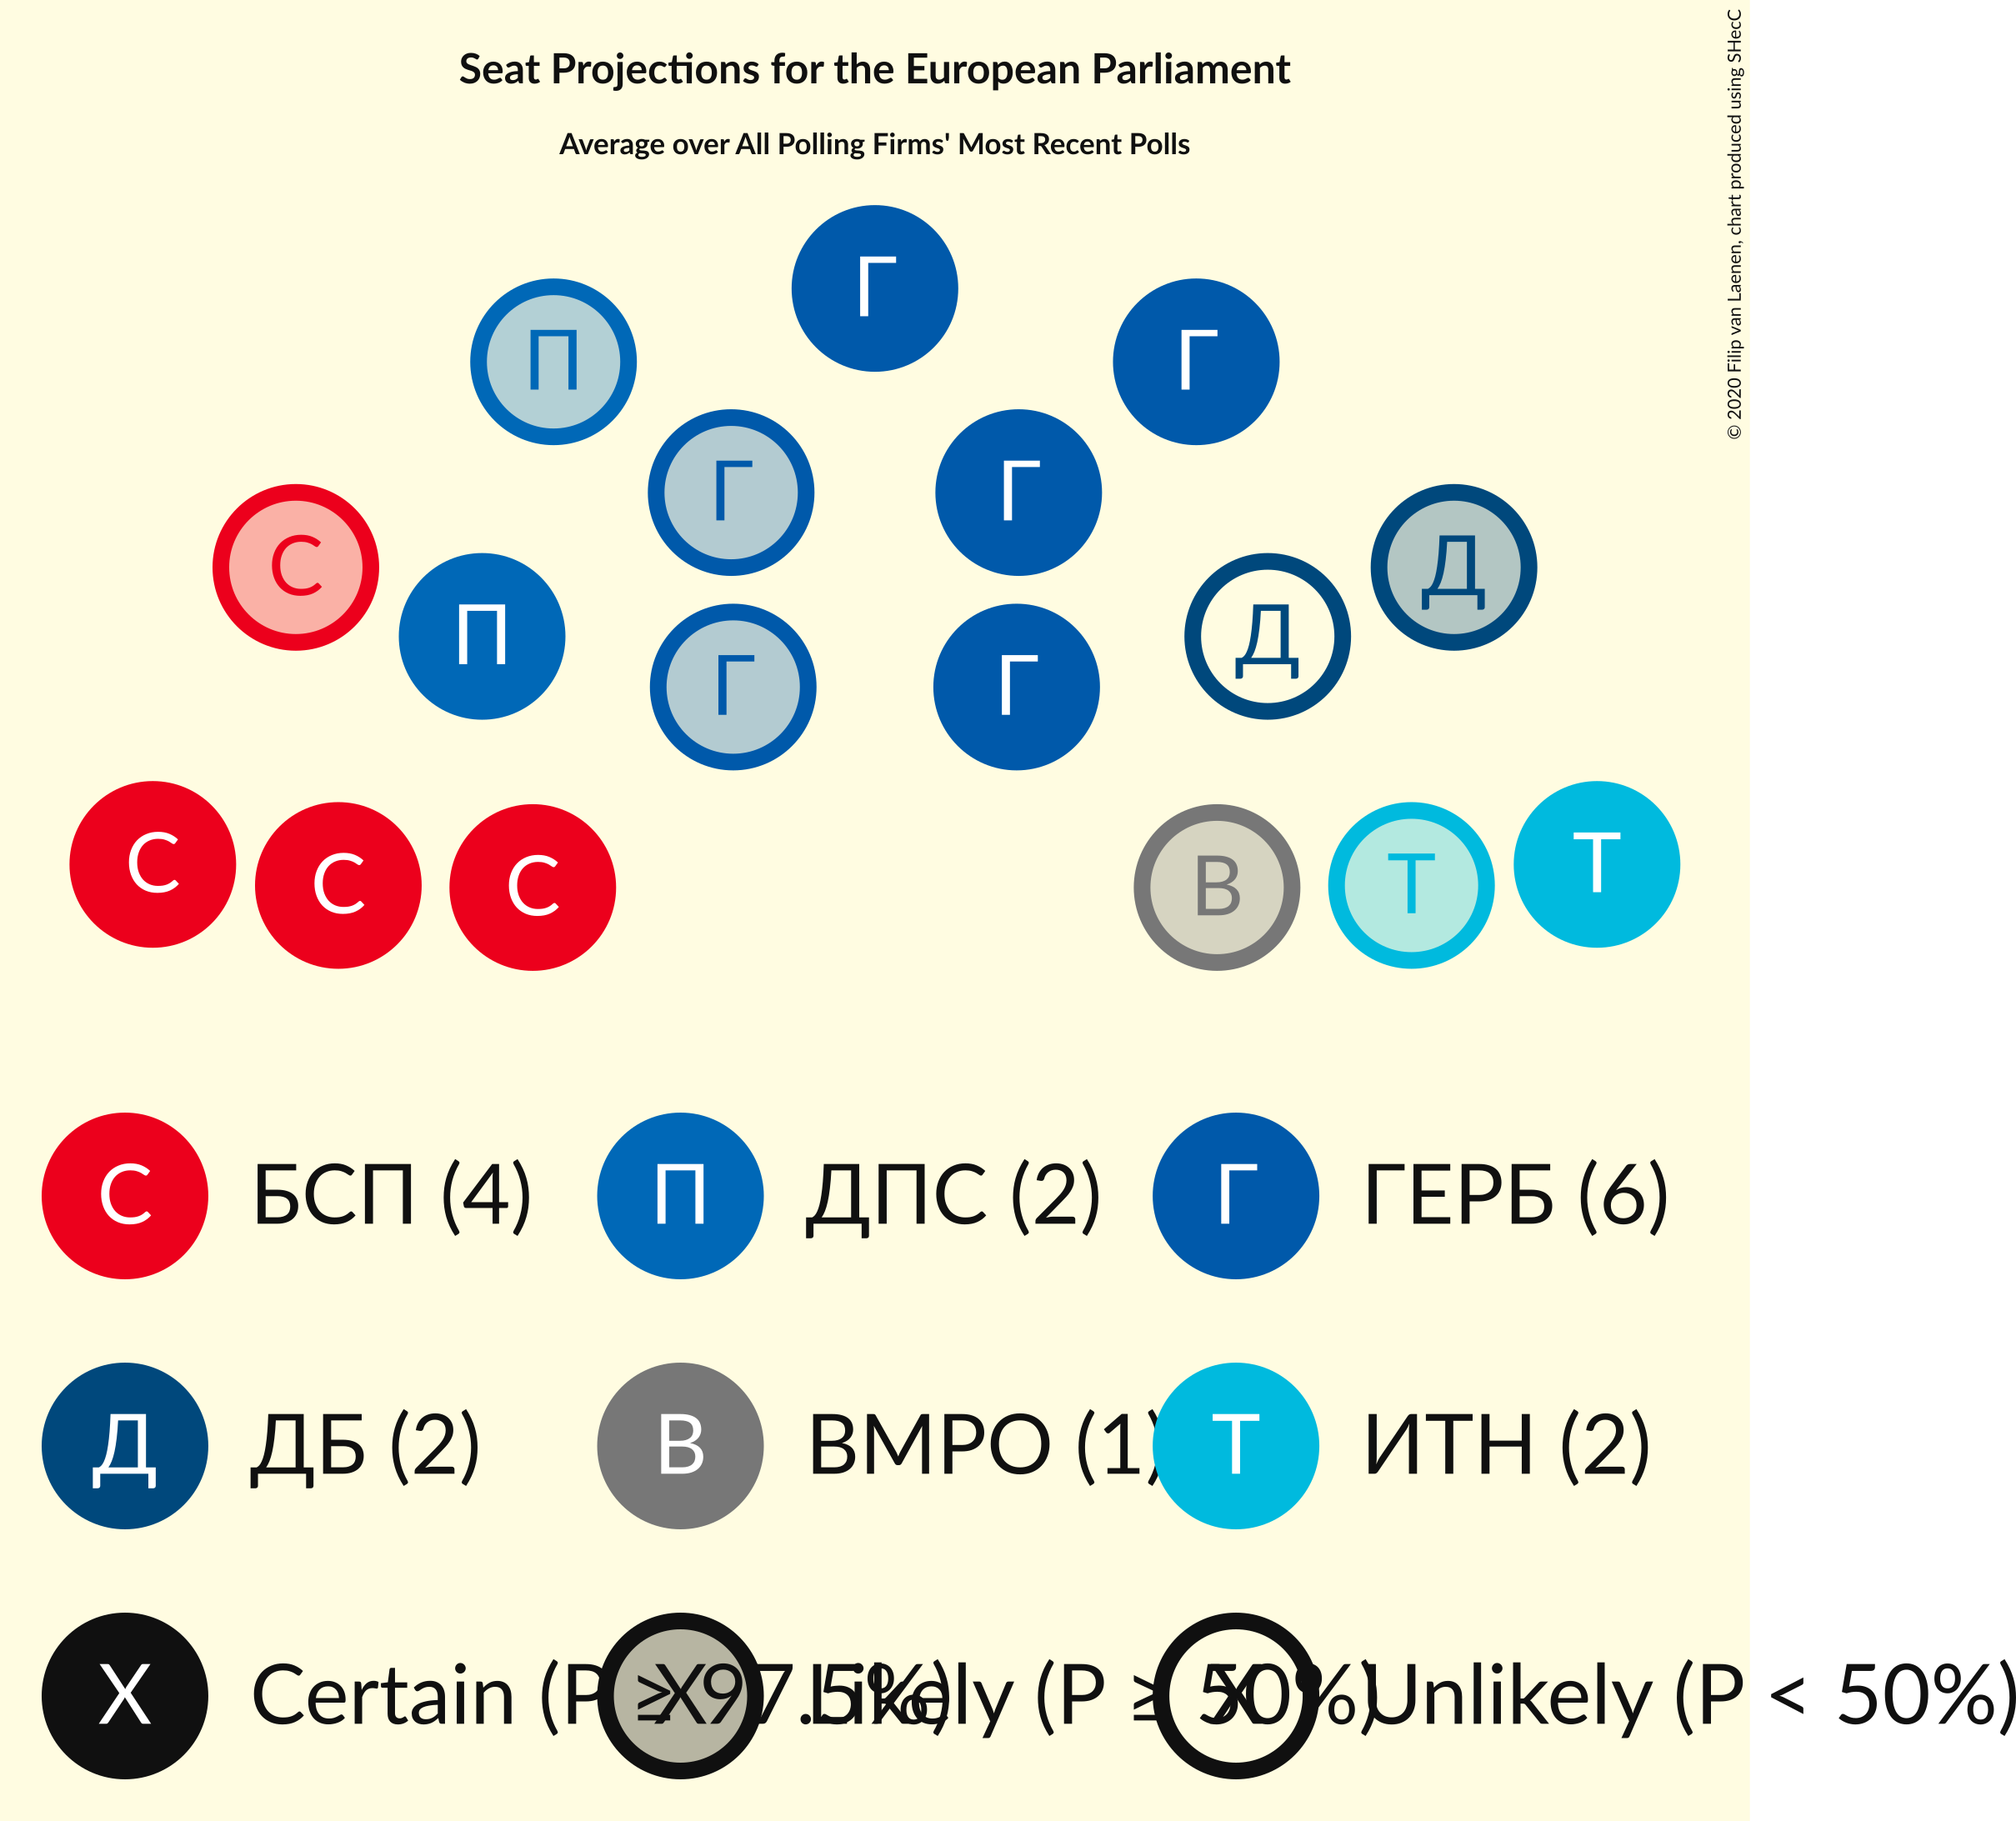 Seat Projections for the European Parliament
Average over All Polling Firms' Most Recent Polls
© 2020 Filip van Laenen, chart produced using SHecC
Г
П Г
Г Г
С Д
П Д
Г Г
С С С В Т Т
С БСП (4) П ДПС (2) Г ГЕРБ (6)
Д ДБ (2) В ВМРО (1) Т ИТН (2)
X Certain (P ≥ 97.5%) X Likely (P ≥ 50%) X Unlikely (P < 50%)